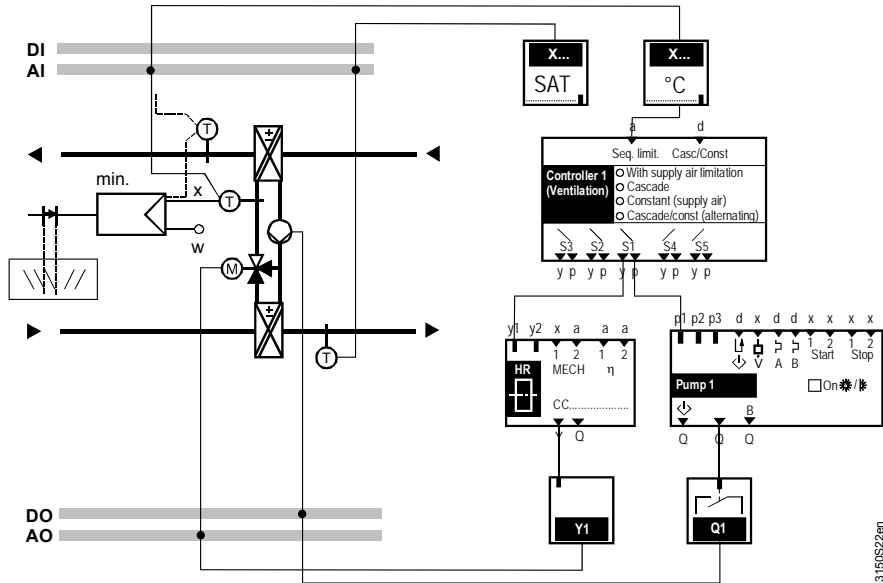 DI
AI
X...
X...
SAT
°C
T
a d
Seq. limit. Casc/Const
Controller 1
(Ventilation)
With supply air limitation
Cascade
Constant (supply air)
Cascade/const (alternating)
S3 S2 S1 S4 S5
y p y p y p y p y p
min.
x
T
w
M
T
y1 y2 x a a a
1 2 1 2
HR
MECH η
CC...
y Q
p1 p2 p3 d x d d x x x x
1 2 1 2
V A B Start Stop
Pump 1
On /
B
Q Q Q
Y1
Q1
DO
AO
3150S22en